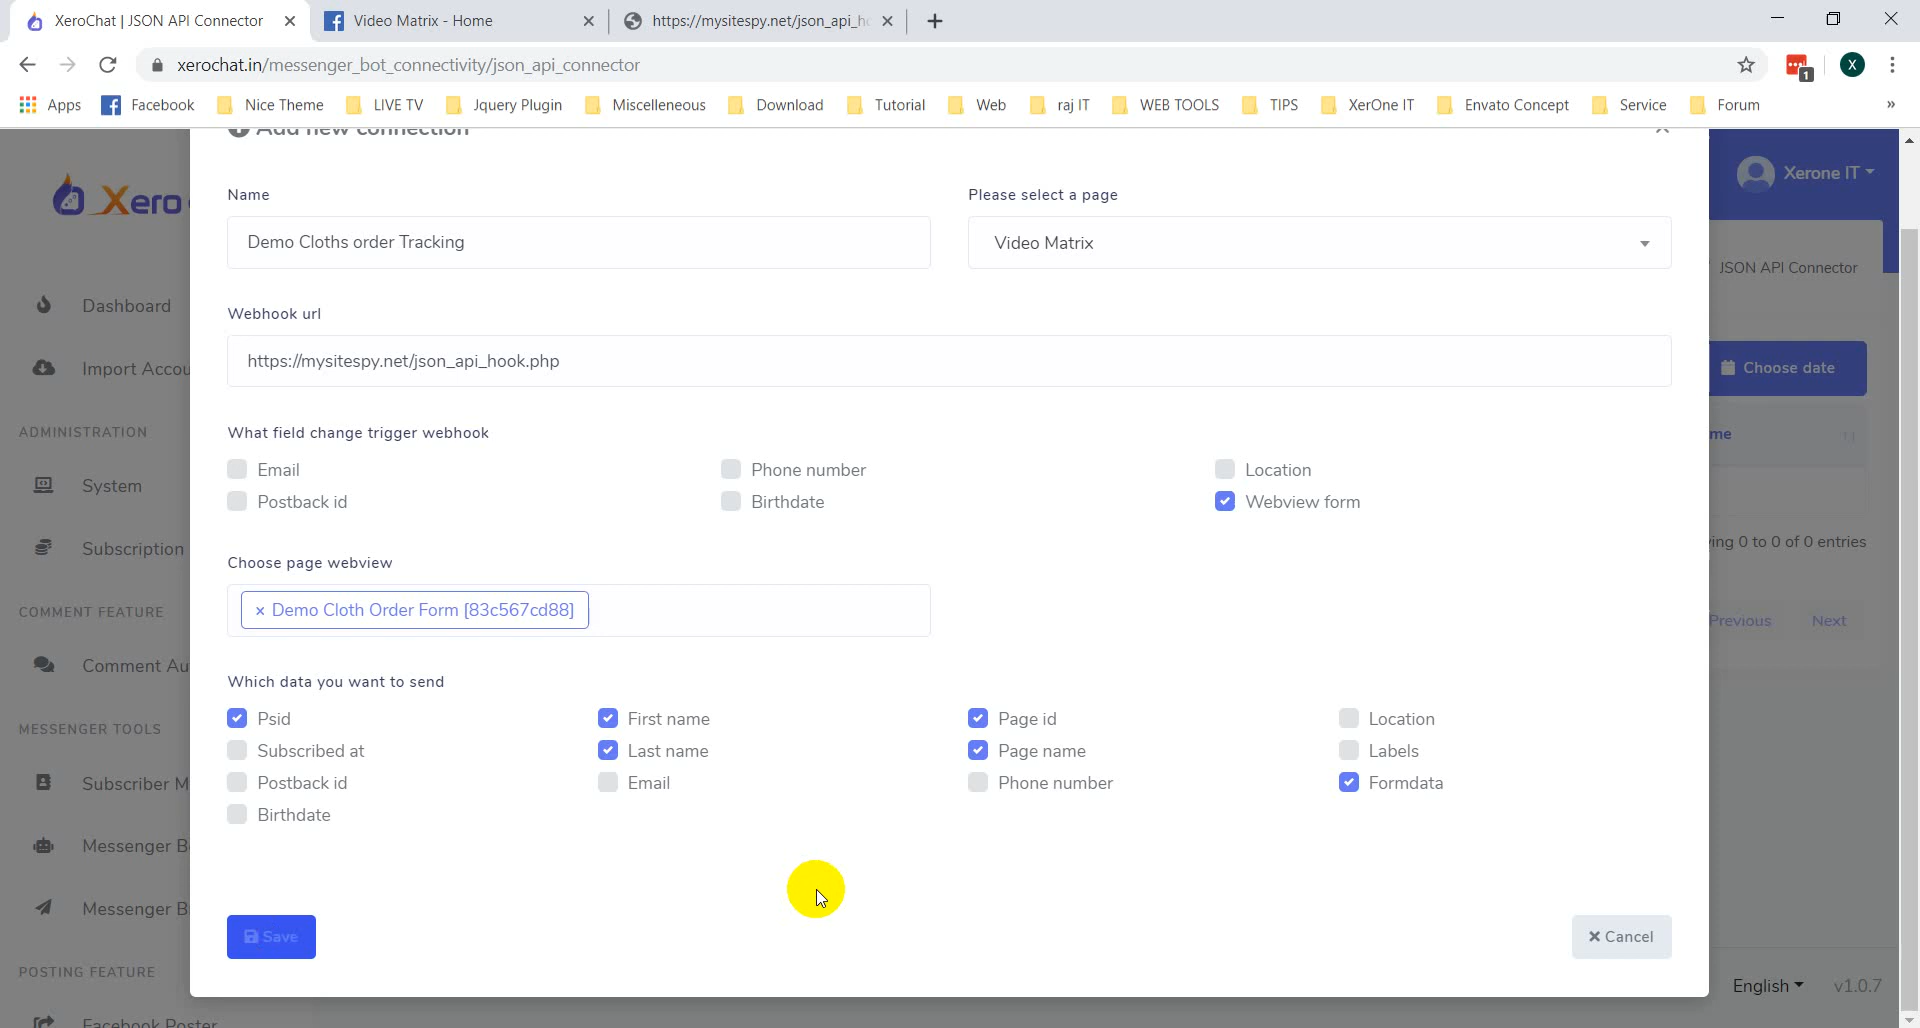 XeroChat | JSON API Connector
Video Matrix - Home
https://mysitespy.net/json_api_h
xerochat.in/messenger_bot_connectivity/json_api_connector
1
X
Apps
Facebook
Nice Theme
LIVE TV
Jquery Plugin
Miscelleneous
Download
Tutorial
Web
raj IT
WEB TOOLS
TIPS
XerOne IT
Envato Concept
Service
Forum
»
Add new connection
Xero
Xerone IT
Name
Please select a page
Demo Cloths order Tracking
Video Matrix
JSON API Connector
Dashboard
Webhook url
https://mysitespy.net/json_api_hook.php
Import Accou
Choose date
ADMINISTRATION
What field change trigger webhook
me
Email
Phone number
Location
System
Postback id
Birthdate
Webview form
Subscription
ing 0 to 0 of 0 entries
Choose page webview
COMMENT FEATURE
× Demo Cloth Order Form [83c567cd88]
Previous
Next
Comment Au
Which data you want to send
MESSENGER TOOLS
Psid
First name
Page id
Location
Subscribed at
Last name
Page name
Labels
Subscriber M
Postback id
Email
Phone number
Formdata
Birthdate
Messenger B
Messenger B
Save
Cancel
POSTING FEATURE
English
v1.0.7
Facebook Poster